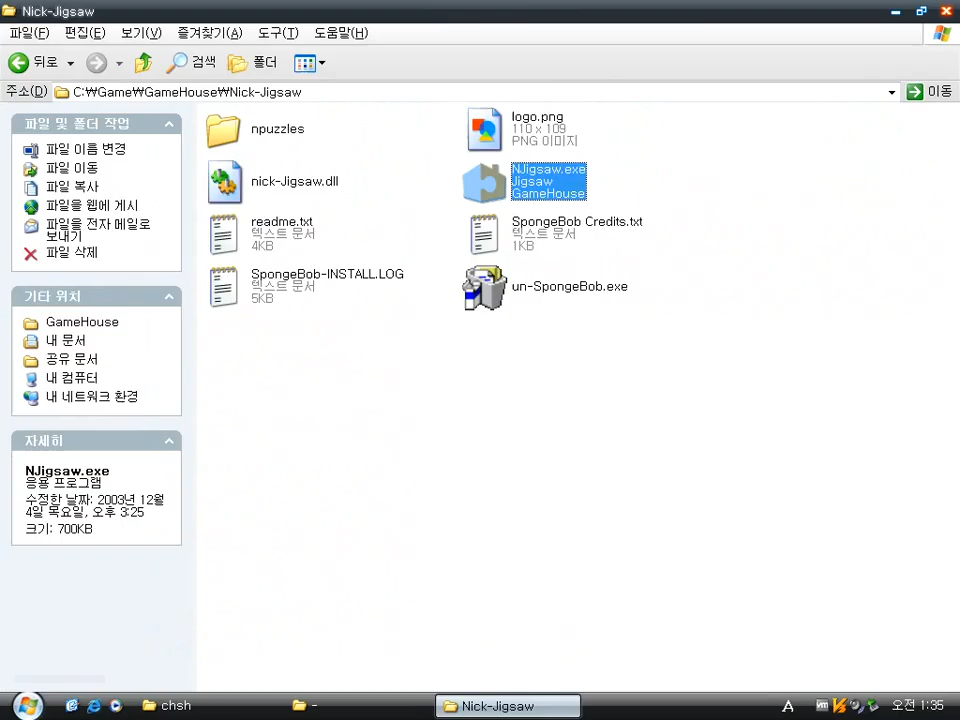 Nick-Jigsaw
파일(F) 편집(E) 보기(V) 즐겨찾기(A) 도구(T) 도움말(H)
뒤로 검색 폴더
주소(D) C:￦Game￦GameHouse￦Nick-Jigsaw 이동
파일 및 폴더 작업
파일 이름 변경
파일 이동
파일 복사
파일을 웹에 게시
파일을 전자 메일로
보내기
파일 삭제
기타 위치
GameHouse
내 문서
공유 문서
내 컴퓨터
내 네트워크 환경
자세히
NJigsaw.exe
응용 프로그램
수정한 날짜: 2003년 12월
4일 목요일, 오후 3:25
크기: 700KB
npuzzles
logo.png
110 x 109
PNG 이미지
nick-Jigsaw.dll
NJigsaw.exe
Jigsaw
GameHouse
readme.txt
텍스트 문서
4KB
SpongeBob Credits.txt
텍스트 문서
1KB
SpongeBob-INSTALL.LOG
텍스트 문서
5KB
un-SpongeBob.exe
chsh - Nick-Jigsaw A 오전 1:35